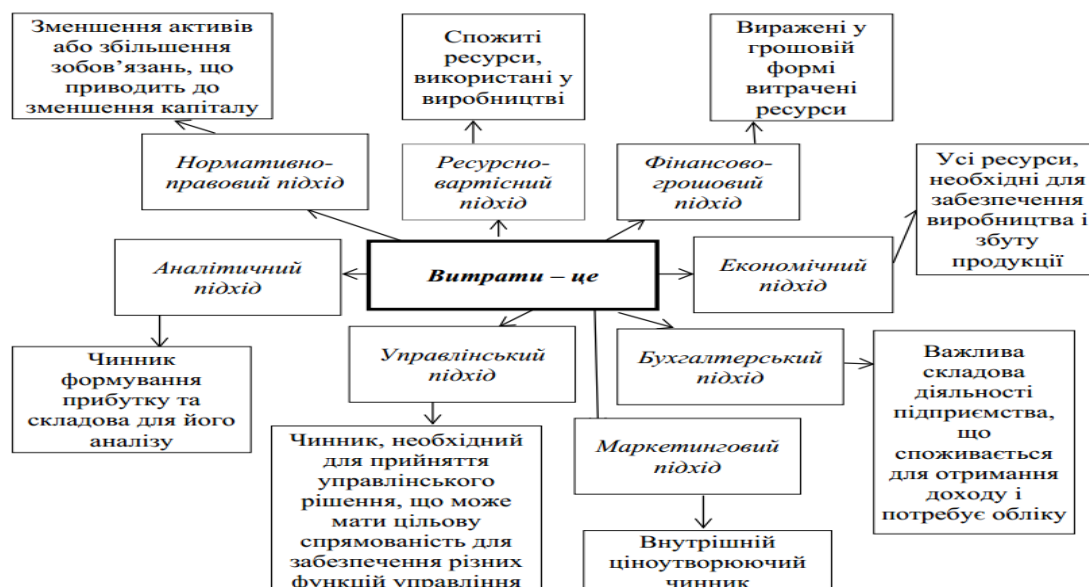 Зменшення активів
або збільшення
зобов’язань, що
приводить до
зменшення капіталу
Спожиті
ресурси,
використані у
виробництві
Виражені у
грошовій
формі
витрачені
ресурси
Нормативно-
правовий підхід
Ресурсно-
вартісний
підхід
Фінансово-
грошовий
підхід
Усі ресурси,
необхідні для
забезпечення
виробництва і
збуту
продукції
Аналітичний
підхід
Витрати – це
Економічний
підхід
Чинник
формування
прибутку та
складова для його
аналізу
Управлінський
підхід
Бухгалтерський
підхід
Важлива
складова
діяльності
підприємства,
що
споживається
для отримання
доходу і
потребує обліку
Чинник, необхідний
для прийняття
управлінського
рішення, що може
мати цільову
спрямованість для
забезпечення різних
функцій управління
Маркетинговий
підхід
Внутрішній
ціноутворюючий
чинник